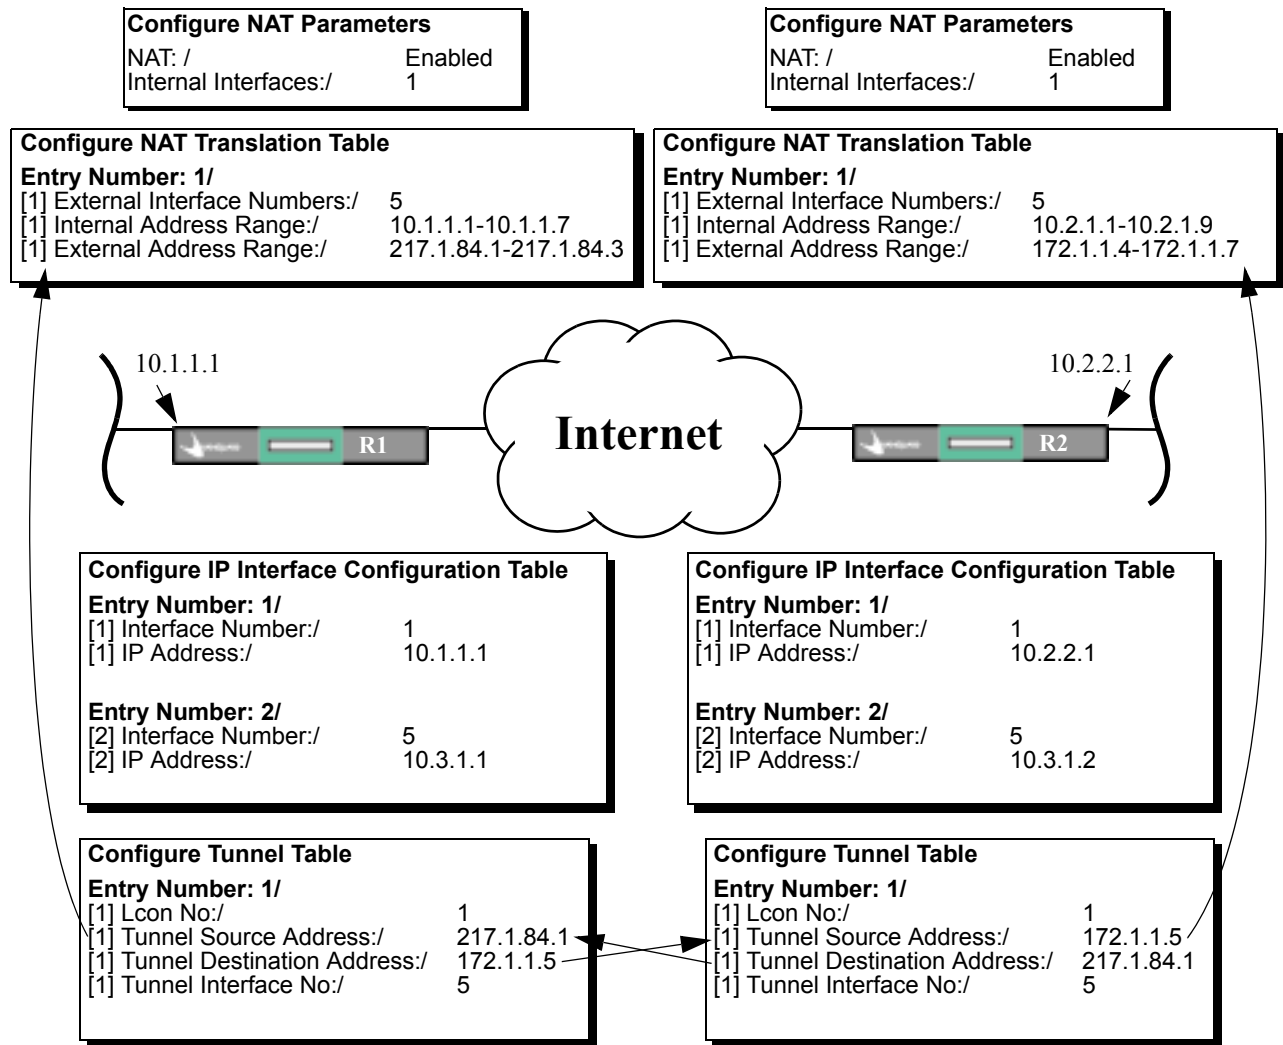 Configure NAT Parameters
NAT: / Enabled
Internal Interfaces:/ 1
Configure NAT Parameters
NAT: / Enabled
Internal Interfaces:/ 1
Configure NAT Translation Table
Entry Number: 1/
[1] External Interface Numbers:/ 5
[1] Internal Address Range:/ 10.1.1.1-10.1.1.7
[1] External Address Range:/ 217.1.84.1-217.1.84.3
Configure NAT Translation Table
Entry Number: 1/
[1] External Interface Numbers:/ 5
[1] Internal Address Range:/ 10.2.1.1-10.2.1.9
[1] External Address Range:/ 172.1.1.4-172.1.1.7
10.1.1.1
R1
Internet
10.2.2.1
R2
Configure IP Interface Configuration Table
Entry Number: 1/
[1] Interface Number:/ 1
[1] IP Address:/ 10.1.1.1
Entry Number: 2/
[2] Interface Number:/ 5
[2] IP Address:/ 10.3.1.1
Configure IP Interface Configuration Table
Entry Number: 1/
[1] Interface Number:/ 1
[1] IP Address:/ 10.2.2.1
Entry Number: 2/
[2] Interface Number:/ 5
[2] IP Address:/ 10.3.1.2
Configure Tunnel Table
Entry Number: 1/
[1] Lcon No:/ 1
[1] Tunnel Source Address:/ 217.1.84.1
[1] Tunnel Destination Address:/ 172.1.1.5
[1] Tunnel Interface No:/ 5
Configure Tunnel Table
Entry Number: 1/
[1] Lcon No:/ 1
[1] Tunnel Source Address:/ 172.1.1.5
[1] Tunnel Destination Address:/ 217.1.84.1
[1] Tunnel Interface No:/ 5